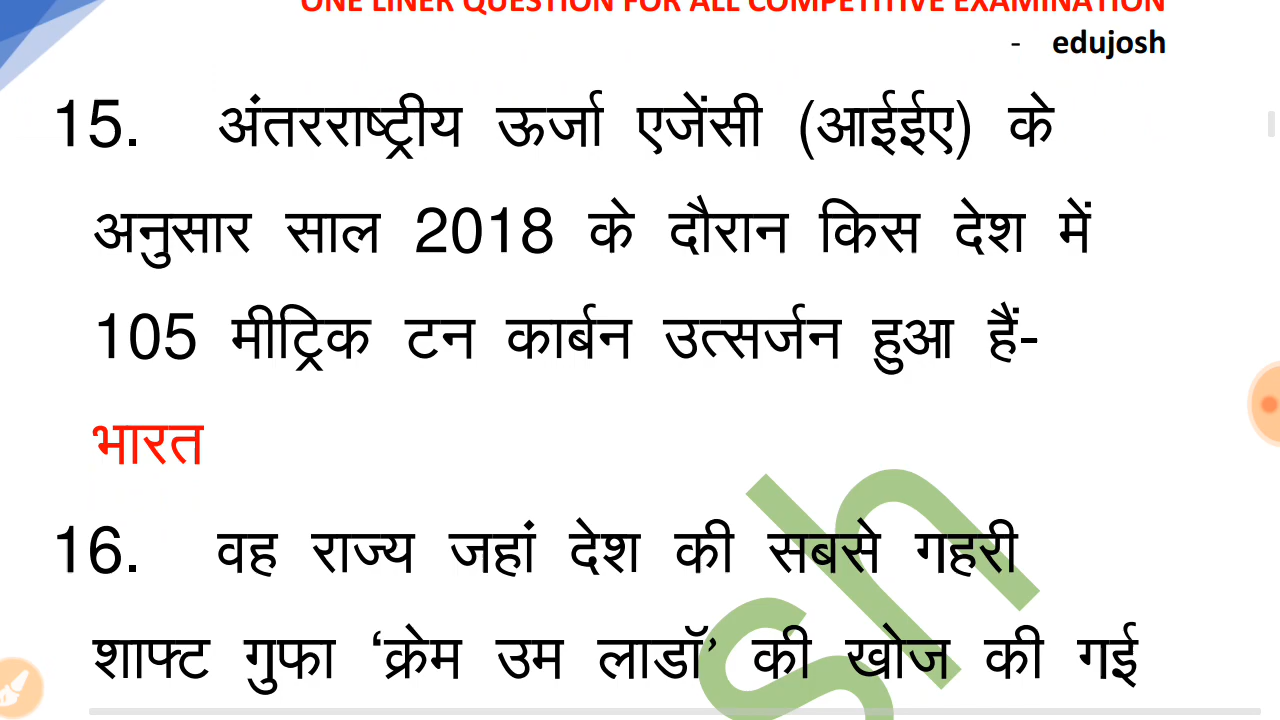 ONE LINER QUESTION FOR ALL COMPETITIVE EXAMINATION
- edujosh
15. अंतरराष्ट्रीय ऊर्जा एजेंसी (आईईए) के
अनुसार साल 2018 के दौरान किस देश में
105 मीट्रिक टन कार्बन उत्सर्जन हुआ हैं-
भारत
16. वह राज्य जहां देश की सबसे गहरी
शाफ्ट गुफा ‘क्रेम उम लाडॉ’ की खोज की गई
sh